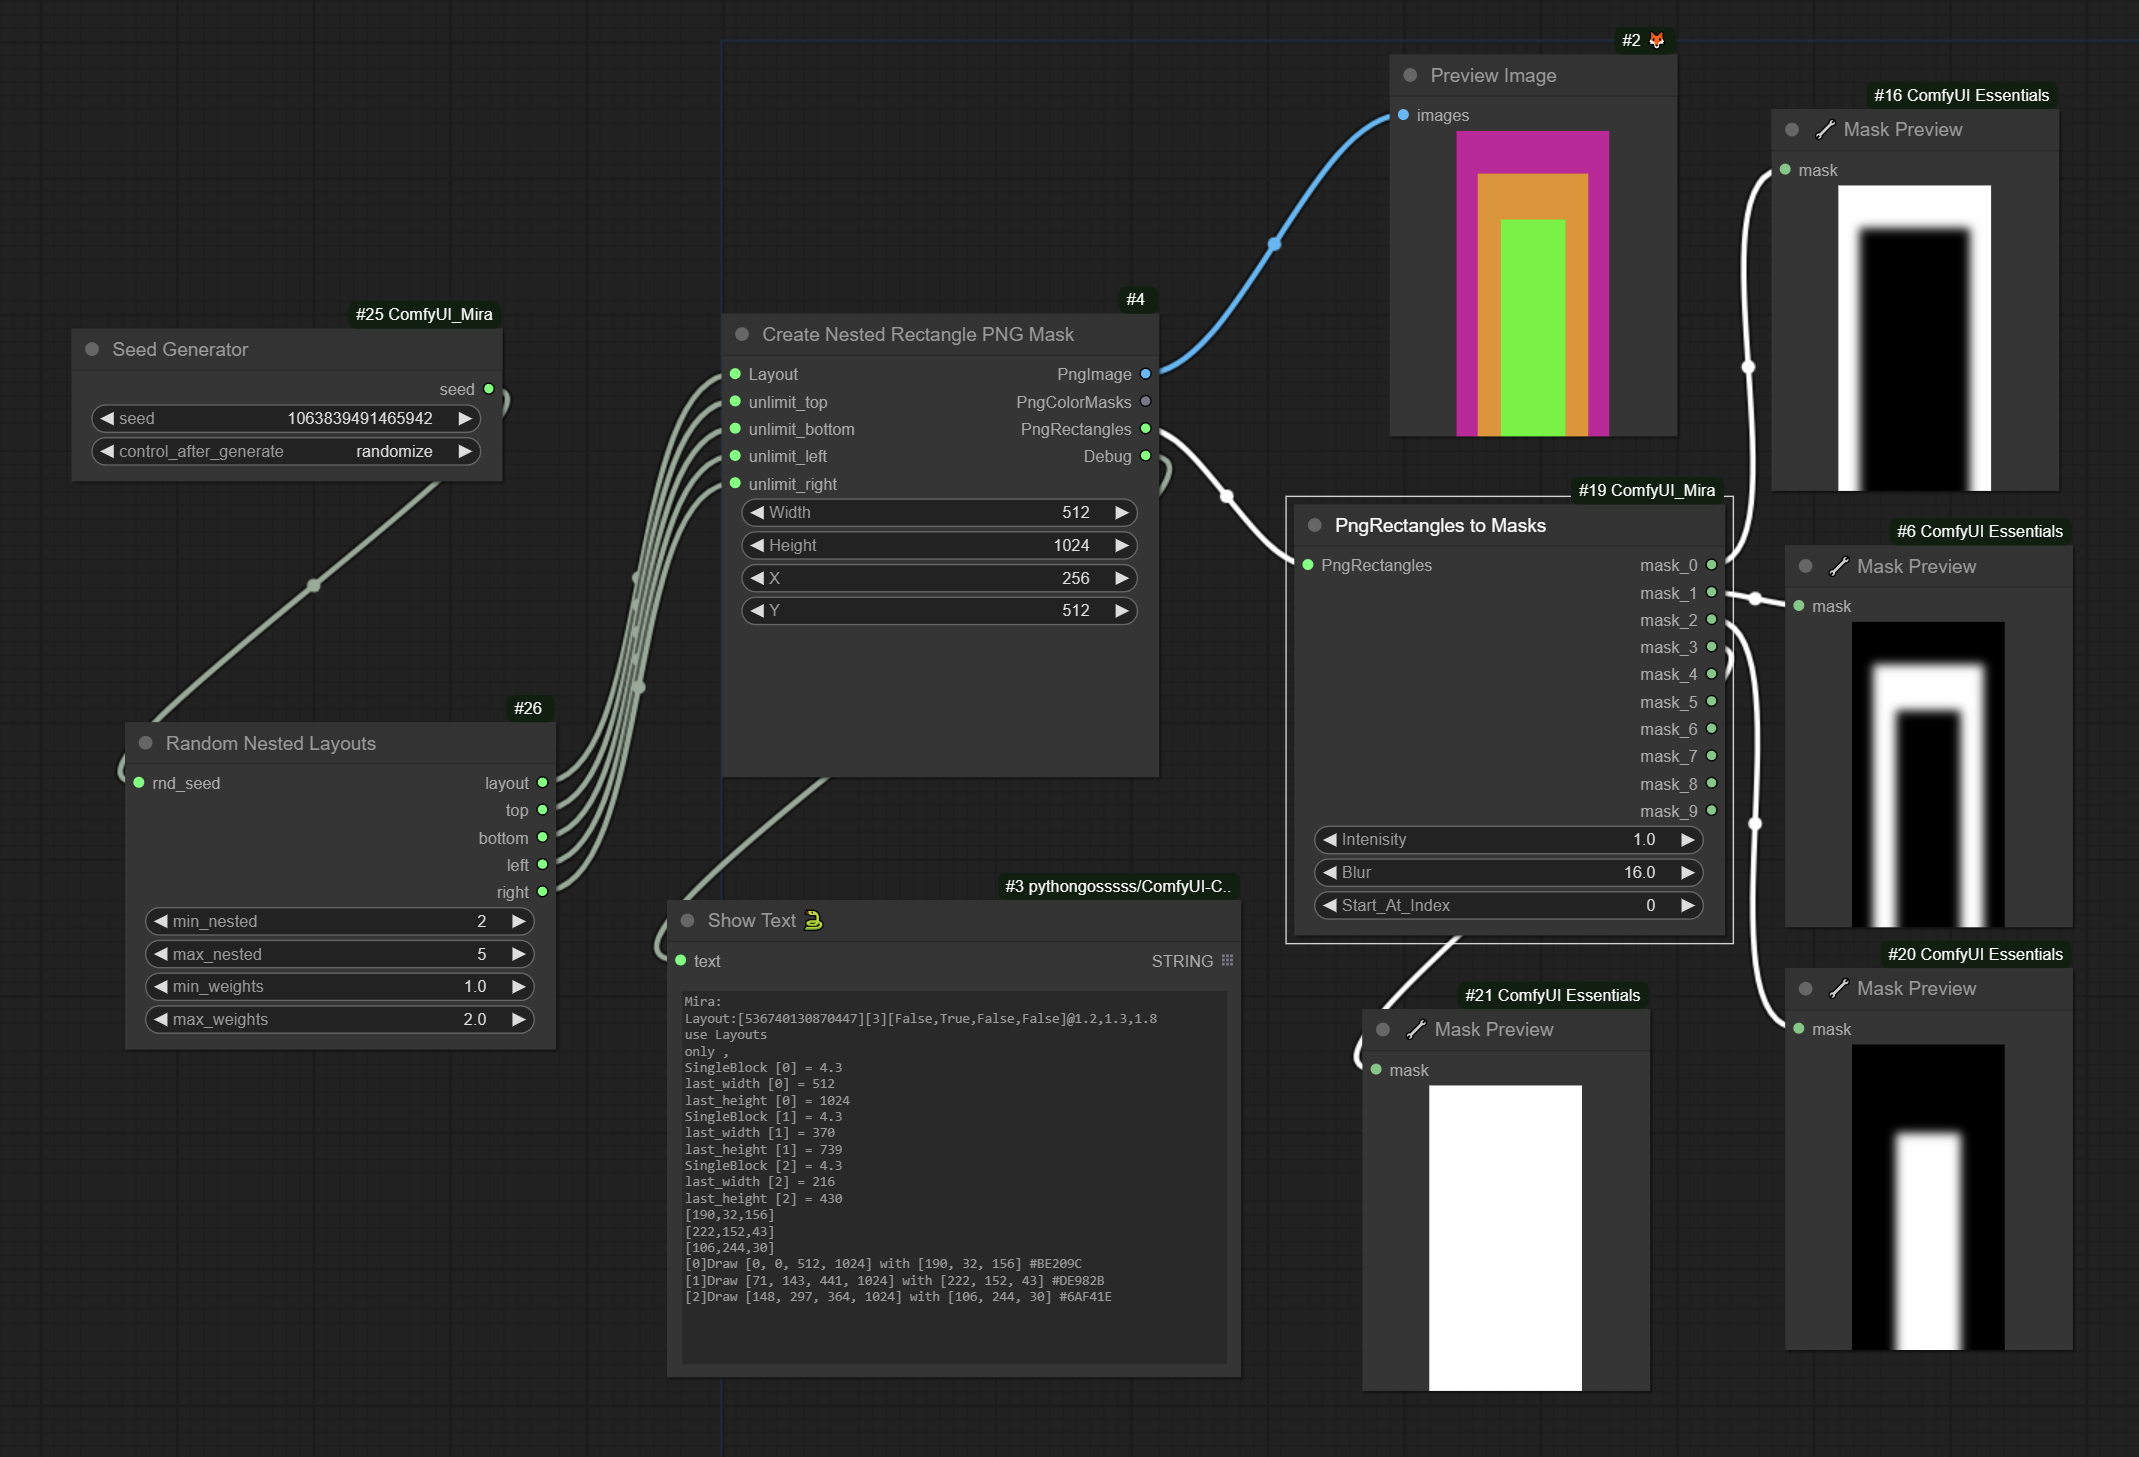 #25 ComfyUI_Mira
Seed Generator
seed
seed 1063839491465942
control_after_generate randomize
#26
Random Nested Layouts
rnd_seed layout
top
bottom
left
right
min_nested 2
max_nested 5
min_weights 1.0
max_weights 2.0
#4
Create Nested Rectangle PNG Mask
Layout PngImage
unlimit_top PngColorMasks
unlimit_bottom PngRectangles
unlimit_left Debug
unlimit_right
Width 512
Height 1024
X 256
Y 512
#3 pythongosssss/ComfyUI-C..
Show Text
text STRING
Mira:
Layout:[536740130870447][3][False,True,False,False]@1.2,1.3,1.8
use Layouts
only ,
SingleBlock [0] = 4.3
last_width [0] = 512
last_height [0] = 1024
SingleBlock [1] = 4.3
last_width [1] = 370
last_height [1] = 739
SingleBlock [2] = 4.3
last_width [2] = 216
last_height [2] = 430
[190,32,156]
[222,152,43]
[106,244,30]
[0]Draw [0, 0, 512, 1024] with [190, 32, 156] #BE209C
[1]Draw [71, 143, 441, 1024] with [222, 152, 43] #DE982B
[2]Draw [148, 297, 364, 1024] with [106, 244, 30] #6AF41E
#2
Preview Image
images
#19 ComfyUI_Mira
PngRectangles to Masks
PngRectangles mask_0
mask_1
mask_2
mask_3
mask_4
mask_5
mask_6
mask_7
mask_8
mask_9
Intenisity 1.0
Blur 16.0
Start_At_Index 0
#21 ComfyUI Essentials
Mask Preview
mask
#16 ComfyUI Essentials
Mask Preview
mask
#6 ComfyUI Essentials
Mask Preview
mask
#20 ComfyUI Essentials
Mask Preview
mask